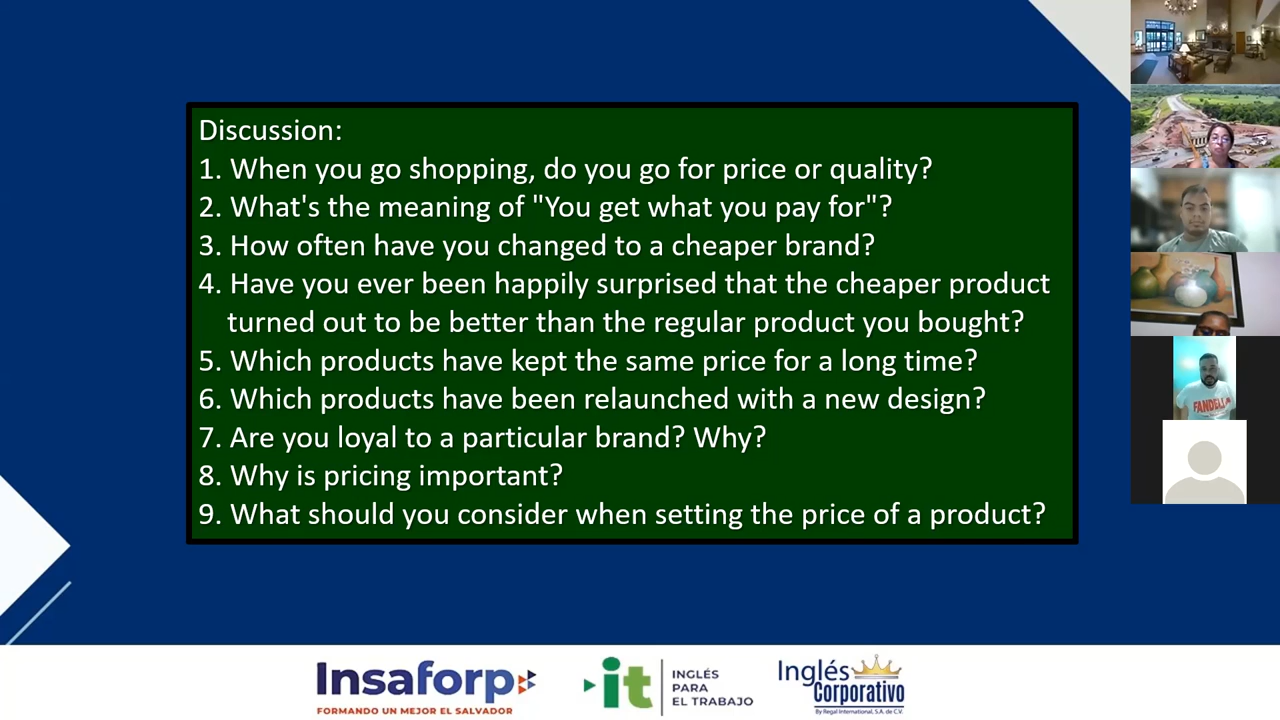 Discussion:
1. When you go shopping, do you go for price or quality?
2. What's the meaning of "You get what you pay for"?
3. How often have you changed to a cheaper brand?
4. Have you ever been happily surprised that the cheaper product
turned out to be better than the regular product you bought?
5. Which products have kept the same price for a long time?
6. Which products have been relaunched with a new design?
7. Are you loyal to a particular brand? Why?
8. Why is pricing important?
9. What should you consider when setting the price of a product?
FANDELLI
Insaforp
FORMANDO UN MEJOR EL SALVADOR
it
INGLÉS
PARA
EL TRABAJO
Inglés
Corporativo
By Regal International, S.A. de C.V.